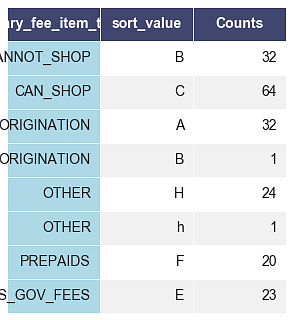 ary_fee_item_t sort_value Counts
ANNOT_SHOP B 32
CAN_SHOP C 64
ORIGINATION A 32
ORIGINATION B 1
OTHER H 24
OTHER h 1
PREPAIDS F 20
S_GOV_FEES E 23